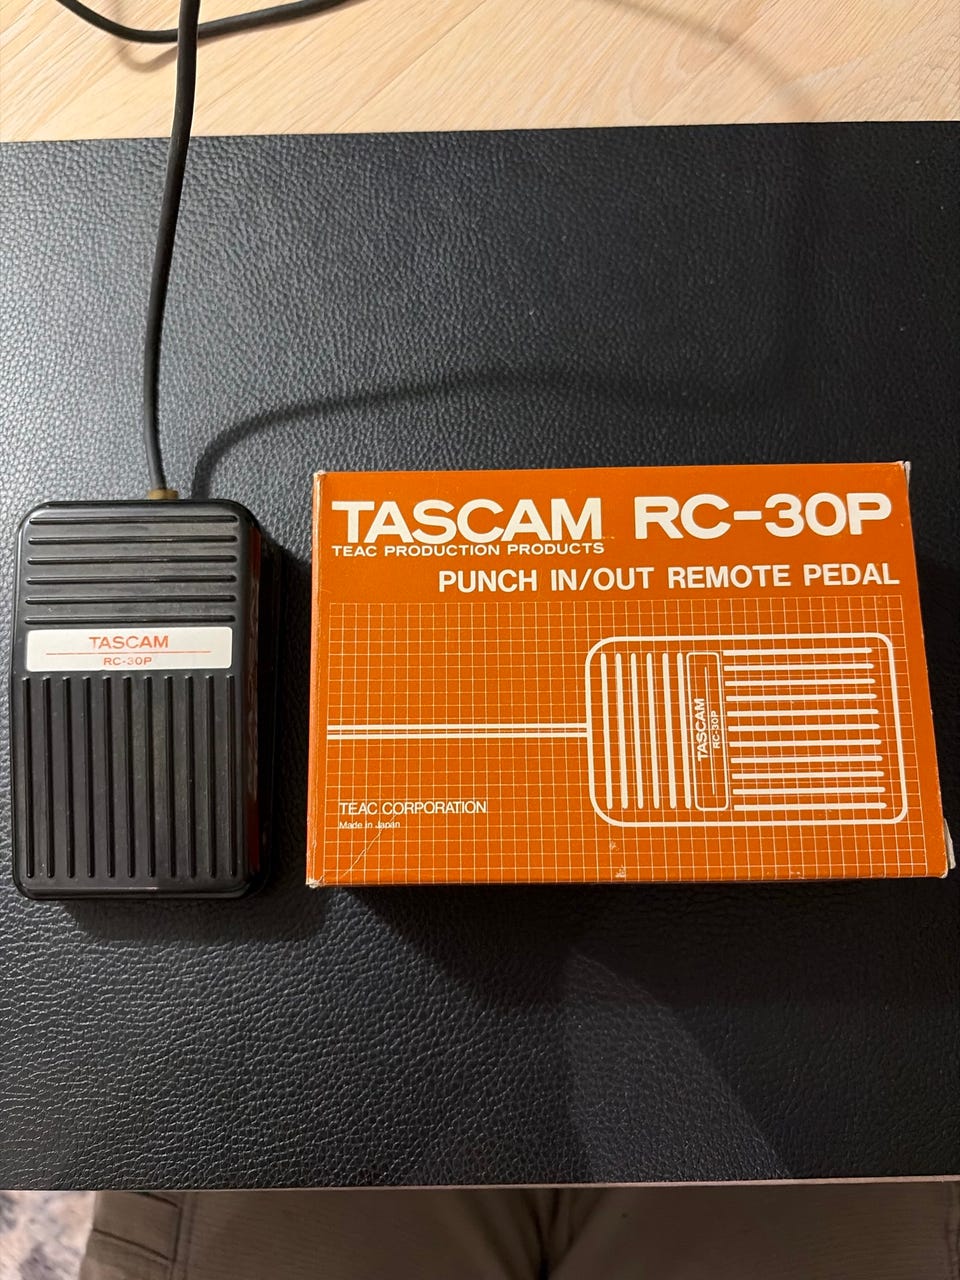 TASCAM
RC-30P
TASCAM RC-30P
TEAC PRODUCTION PRODUCTS
PUNCH IN/OUT REMOTE PEDAL
TASCAM
RC-30P
TEAC CORPORATION
Made in Japan